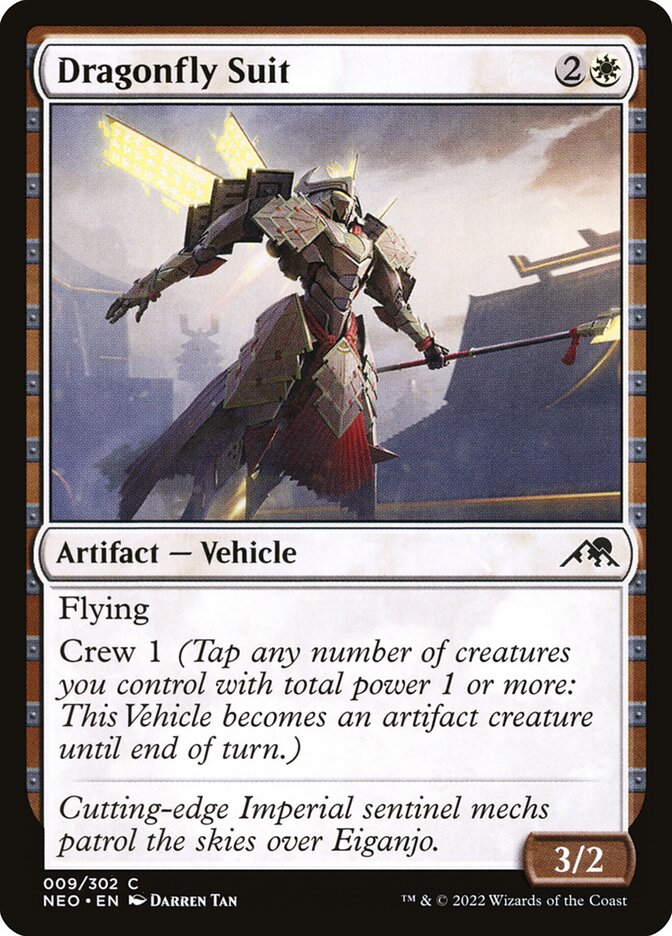 Dragonfly Suit 2
Artifact — Vehicle
Flying
Crew 1 (Tap any number of creatures
you control with total power 1 or more:
This Vehicle becomes an artifact creature
until end of turn.)
Cutting-edge Imperial sentinel mechs
patrol the skies over Eiganjo.
3/2
009/302 C
NEO • EN Darren Tan
™ & © 2022 Wizards of the Coast